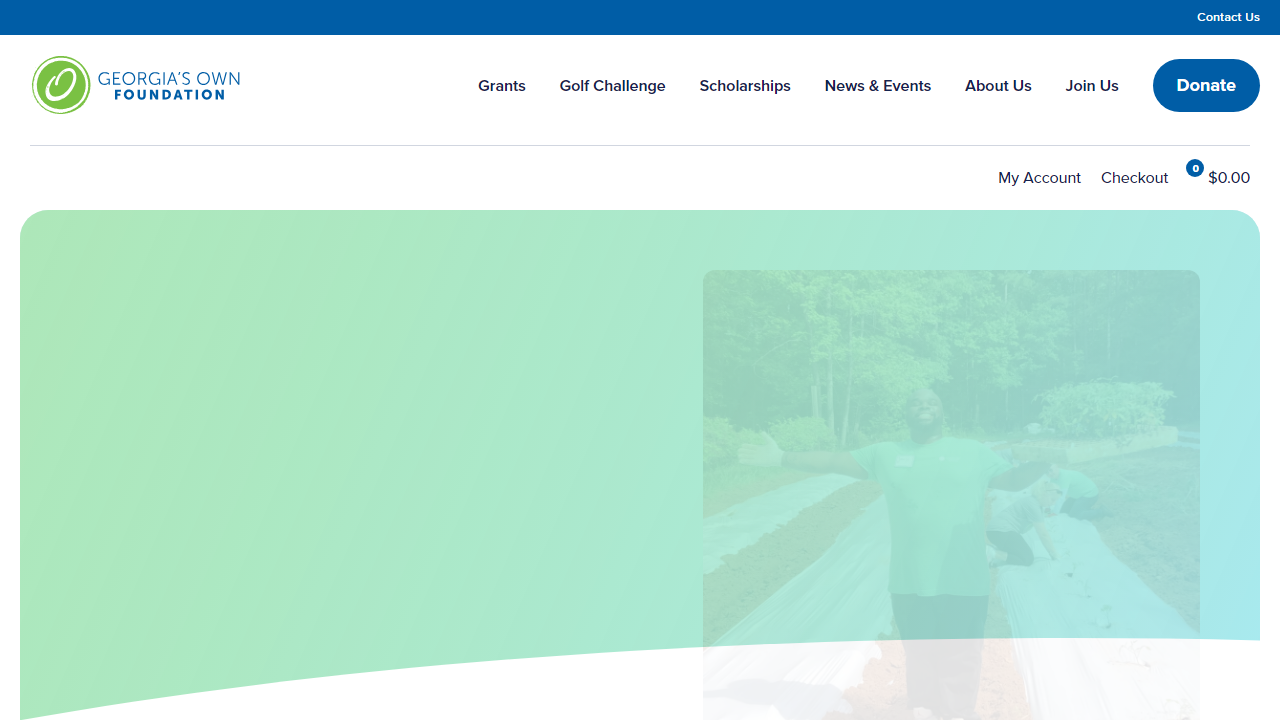 Contact Us
GEORGIA'S OWN
FOUNDATION
Grants
Golf Challenge
Scholarships
News & Events
About Us
Join Us
Donate
My Account
Checkout
0
$0.00